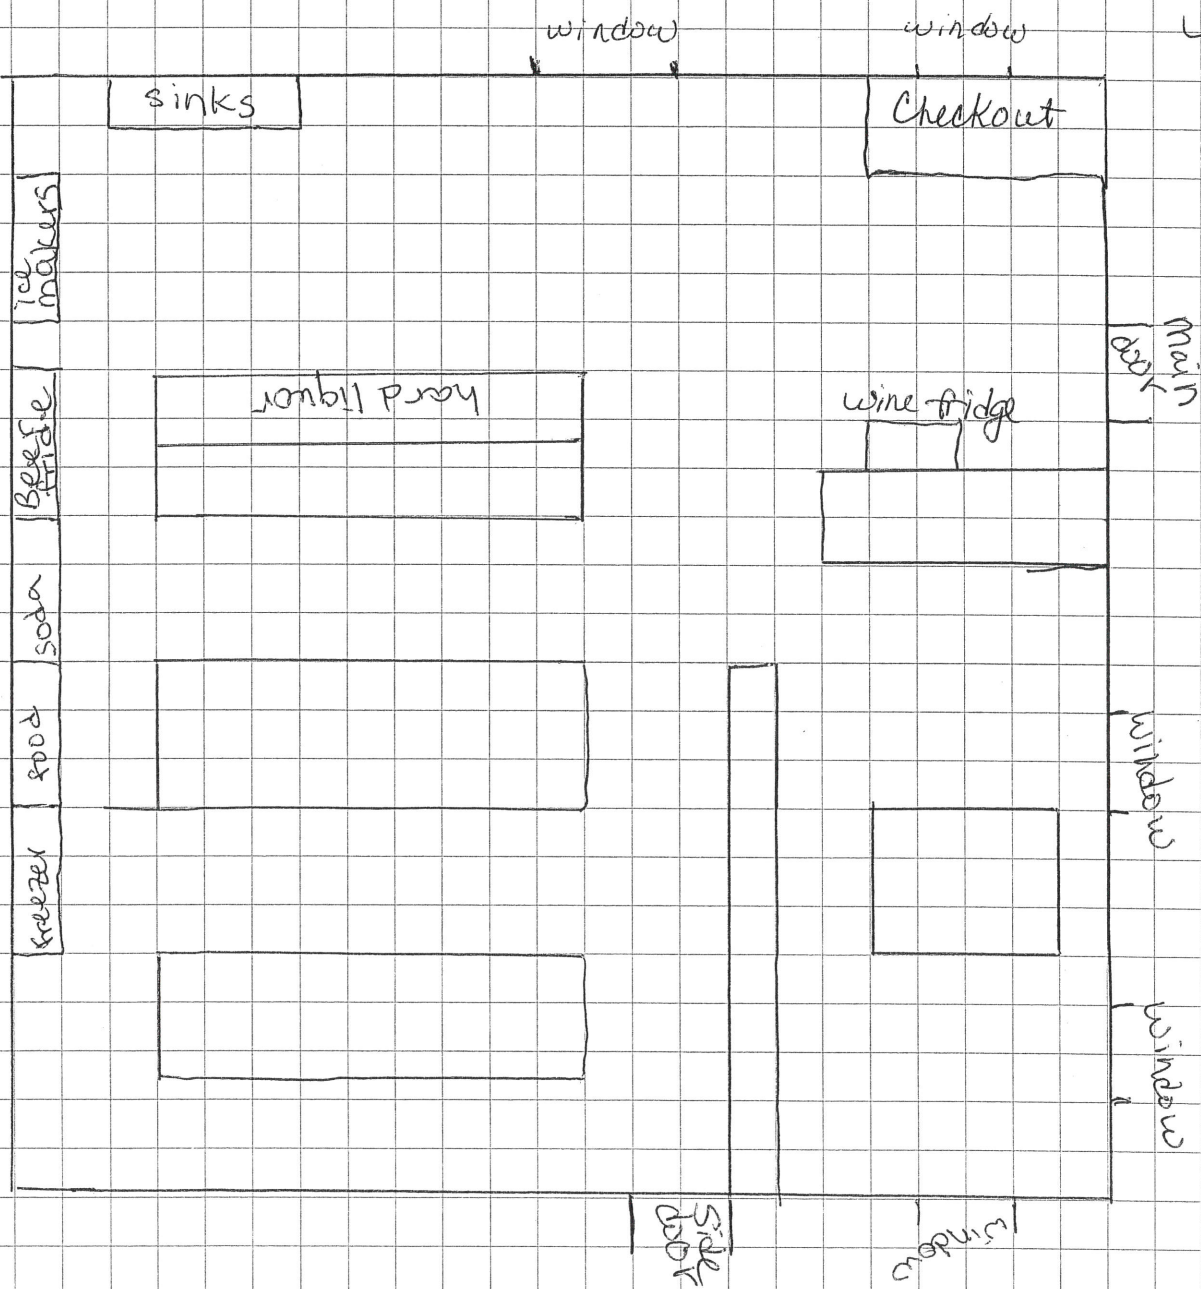 window
window
sinks
Checkout
ice
makers
main
door
hard liquor
wine fridge
Beer
fridge
soda
food
window
freezer
window
side
door
window